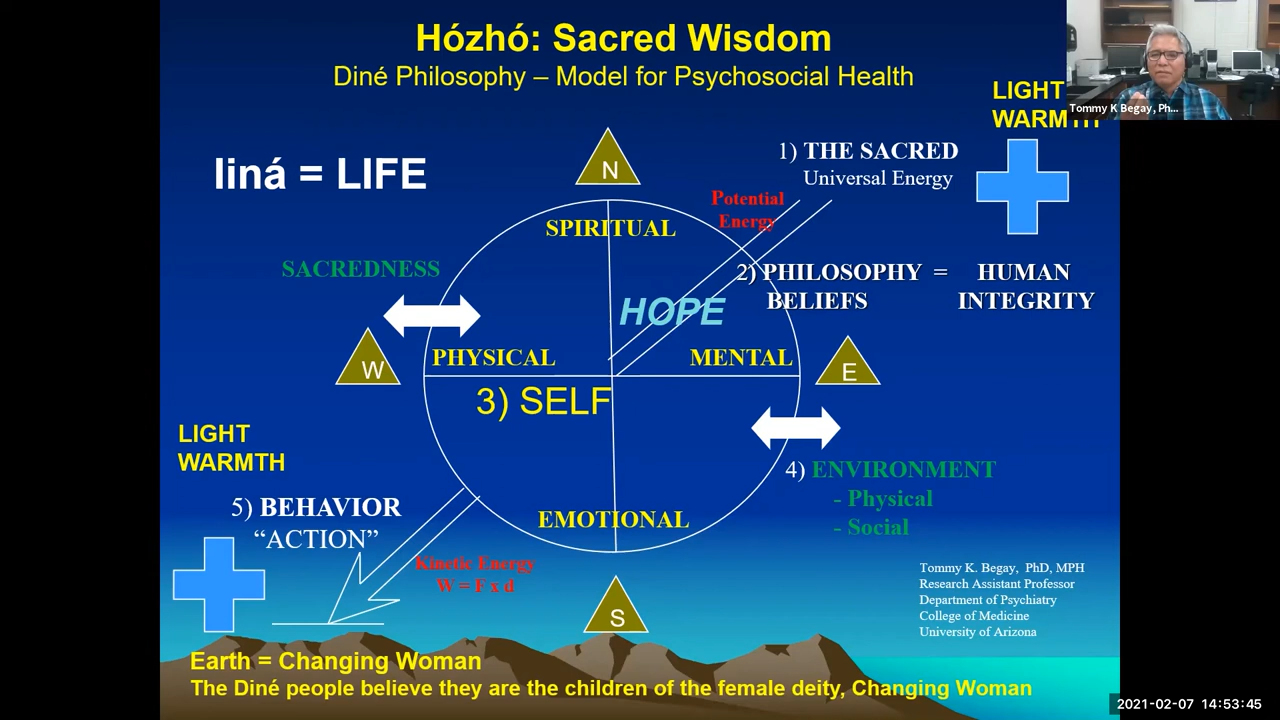 Hózhó: Sacred Wisdom
Diné Philosophy – Model for Psychosocial Health
LIGHT
WARMTH
Tommy K Begay, Ph...
Iiná = LIFE
N
1) THE SACRED
Universal Energy
Potential
Energy
SPIRITUAL
SACREDNESS
2) PHILOSOPHY = HUMAN
BELIEFS INTEGRITY
HOPE
W
PHYSICAL
MENTAL
E
3) SELF
LIGHT
WARMTH
4) ENVIRONMENT
- Physical
- Social
5) BEHAVIOR
“ACTION”
EMOTIONAL
Kinetic Energy
W = F x d
S
Tommy K. Begay, PhD, MPH
Research Assistant Professor
Department of Psychiatry
College of Medicine
University of Arizona
Earth = Changing Woman
The Diné people believe they are the children of the female deity, Changing Woman
2021-02-07 14:53:45